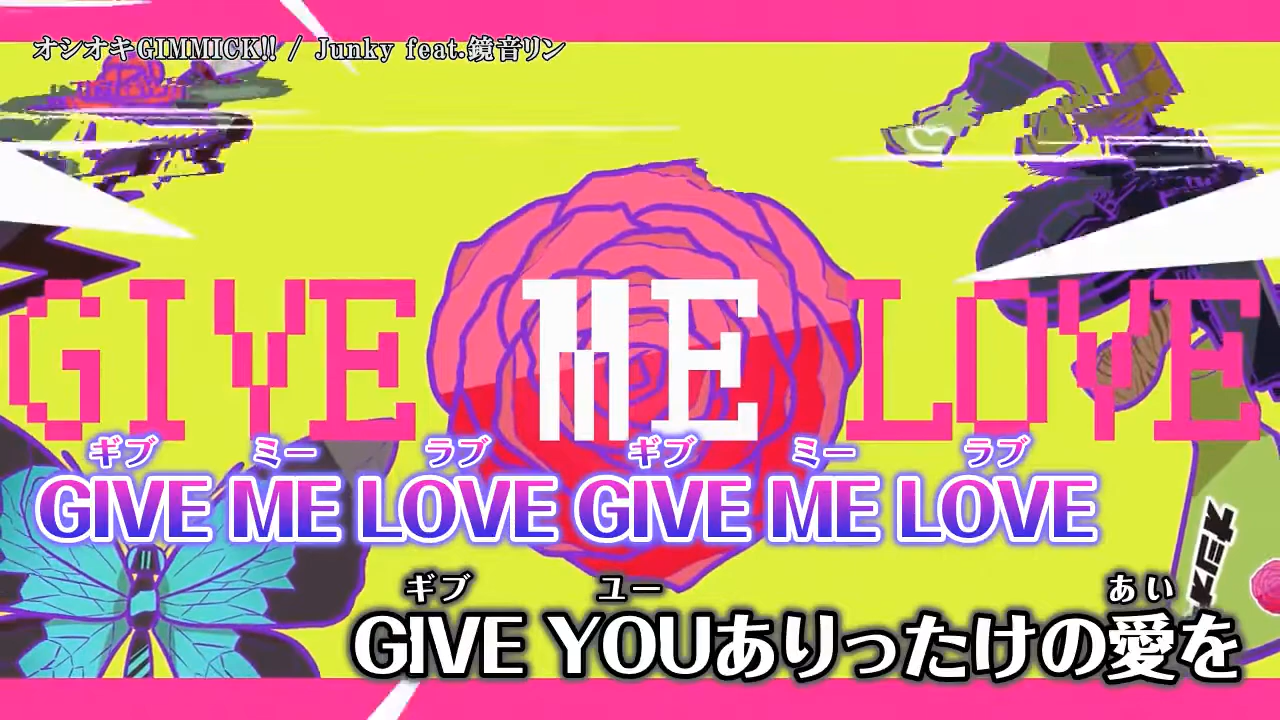 オシオキGIMMICK!! / Junky feat.鏡音リン
GIVE ME LOVE
ギブ ミー ラブ ギブ ミー ラブ
GIVE ME LOVE GIVE ME LOVE
ギブ ユー あい
GIVE YOUありったけの愛を